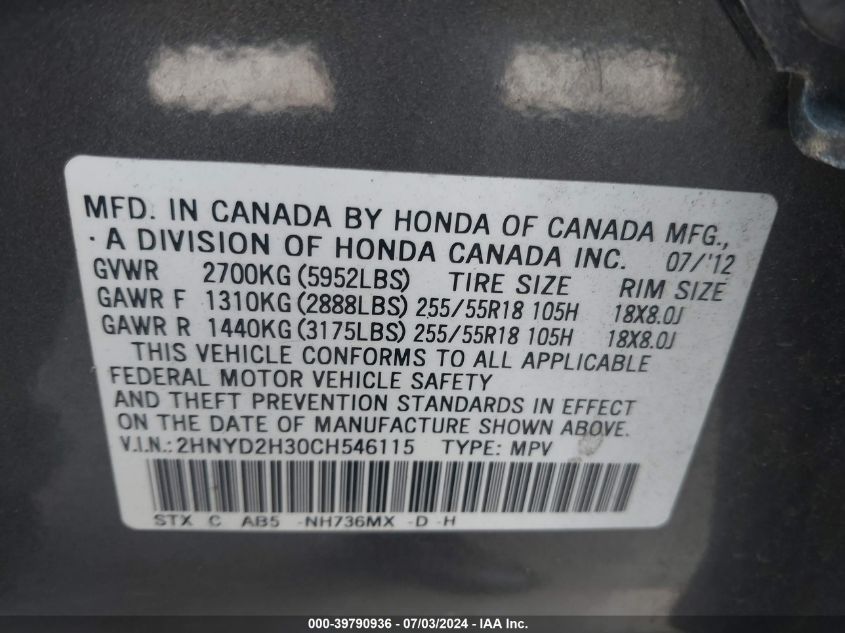 MFD. IN CANADA BY HONDA OF CANADA MFG.,
· A DIVISION OF HONDA CANADA INC. 07/'12
GVWR 2700KG (5952LBS) TIRE SIZE RIM SIZE
GAWR F 1310KG (2888LBS) 255/55R18 105H 18X8.0J
GAWR R 1440KG (3175LBS) 255/55R18 105H 18X8.0J
THIS VEHICLE CONFORMS TO ALL APPLICABLE
FEDERAL MOTOR VEHICLE SAFETY
AND THEFT PREVENTION STANDARDS IN EFFECT
ON THE DATE OF MANUFACTURE SHOWN ABOVE.
V.I.N.: 2HNYD2H30CH546115 TYPE: MPV
STX C AB5 -NH736MX -D -H
000-39790936 - 07/03/2024 - IAA Inc.